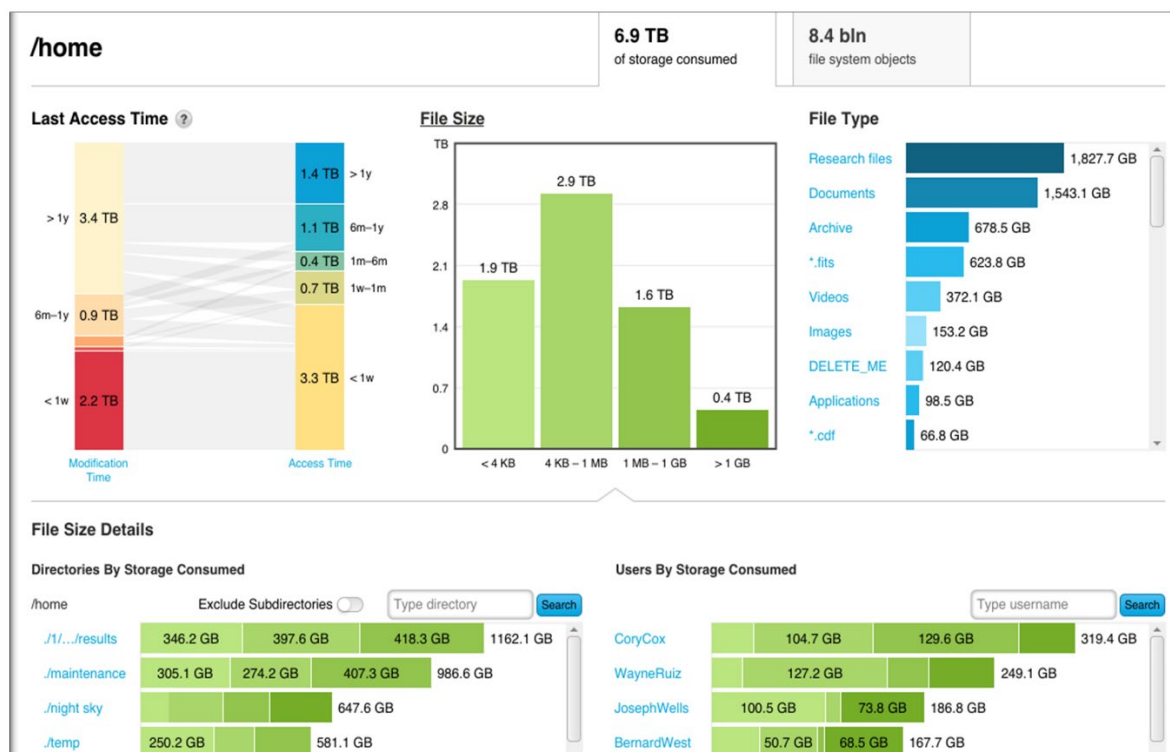 /home
6.9 TB
of storage consumed
8.4 bln
file system objects
Last Access Time ?
> 1y
3.4 TB
6m–1y
0.9 TB
< 1w
2.2 TB
Modification
Time
1.4 TB > 1y
1.1 TB 6m–1y
0.4 TB 1m–6m
0.7 TB 1w–1m
3.3 TB < 1w
Access Time
File Size
TB
2.8
2.1
1.4
0.7
0
1.9 TB
2.9 TB
1.6 TB
0.4 TB
< 4 KB
4 KB – 1 MB
1 MB – 1 GB
> 1 GB
File Type
Research files 1,827.7 GB
Documents 1,543.1 GB
Archive 678.5 GB
*.fits 623.8 GB
Videos 372.1 GB
Images 153.2 GB
DELETE_ME 120.4 GB
Applications 98.5 GB
*.cdf 66.8 GB
File Size Details
Directories By Storage Consumed
/home Exclude Subdirectories Type directory Search
./1/.../results 346.2 GB 397.6 GB 418.3 GB 1162.1 GB
./maintenance 305.1 GB 274.2 GB 407.3 GB 986.6 GB
./night sky 647.6 GB
./temp 250.2 GB 581.1 GB
Users By Storage Consumed
Type username Search
CoryCox 104.7 GB 129.6 GB 319.4 GB
WayneRuiz 127.2 GB 249.1 GB
JosephWells 100.5 GB 73.8 GB 186.8 GB
BernardWest 50.7 GB 68.5 GB 167.7 GB